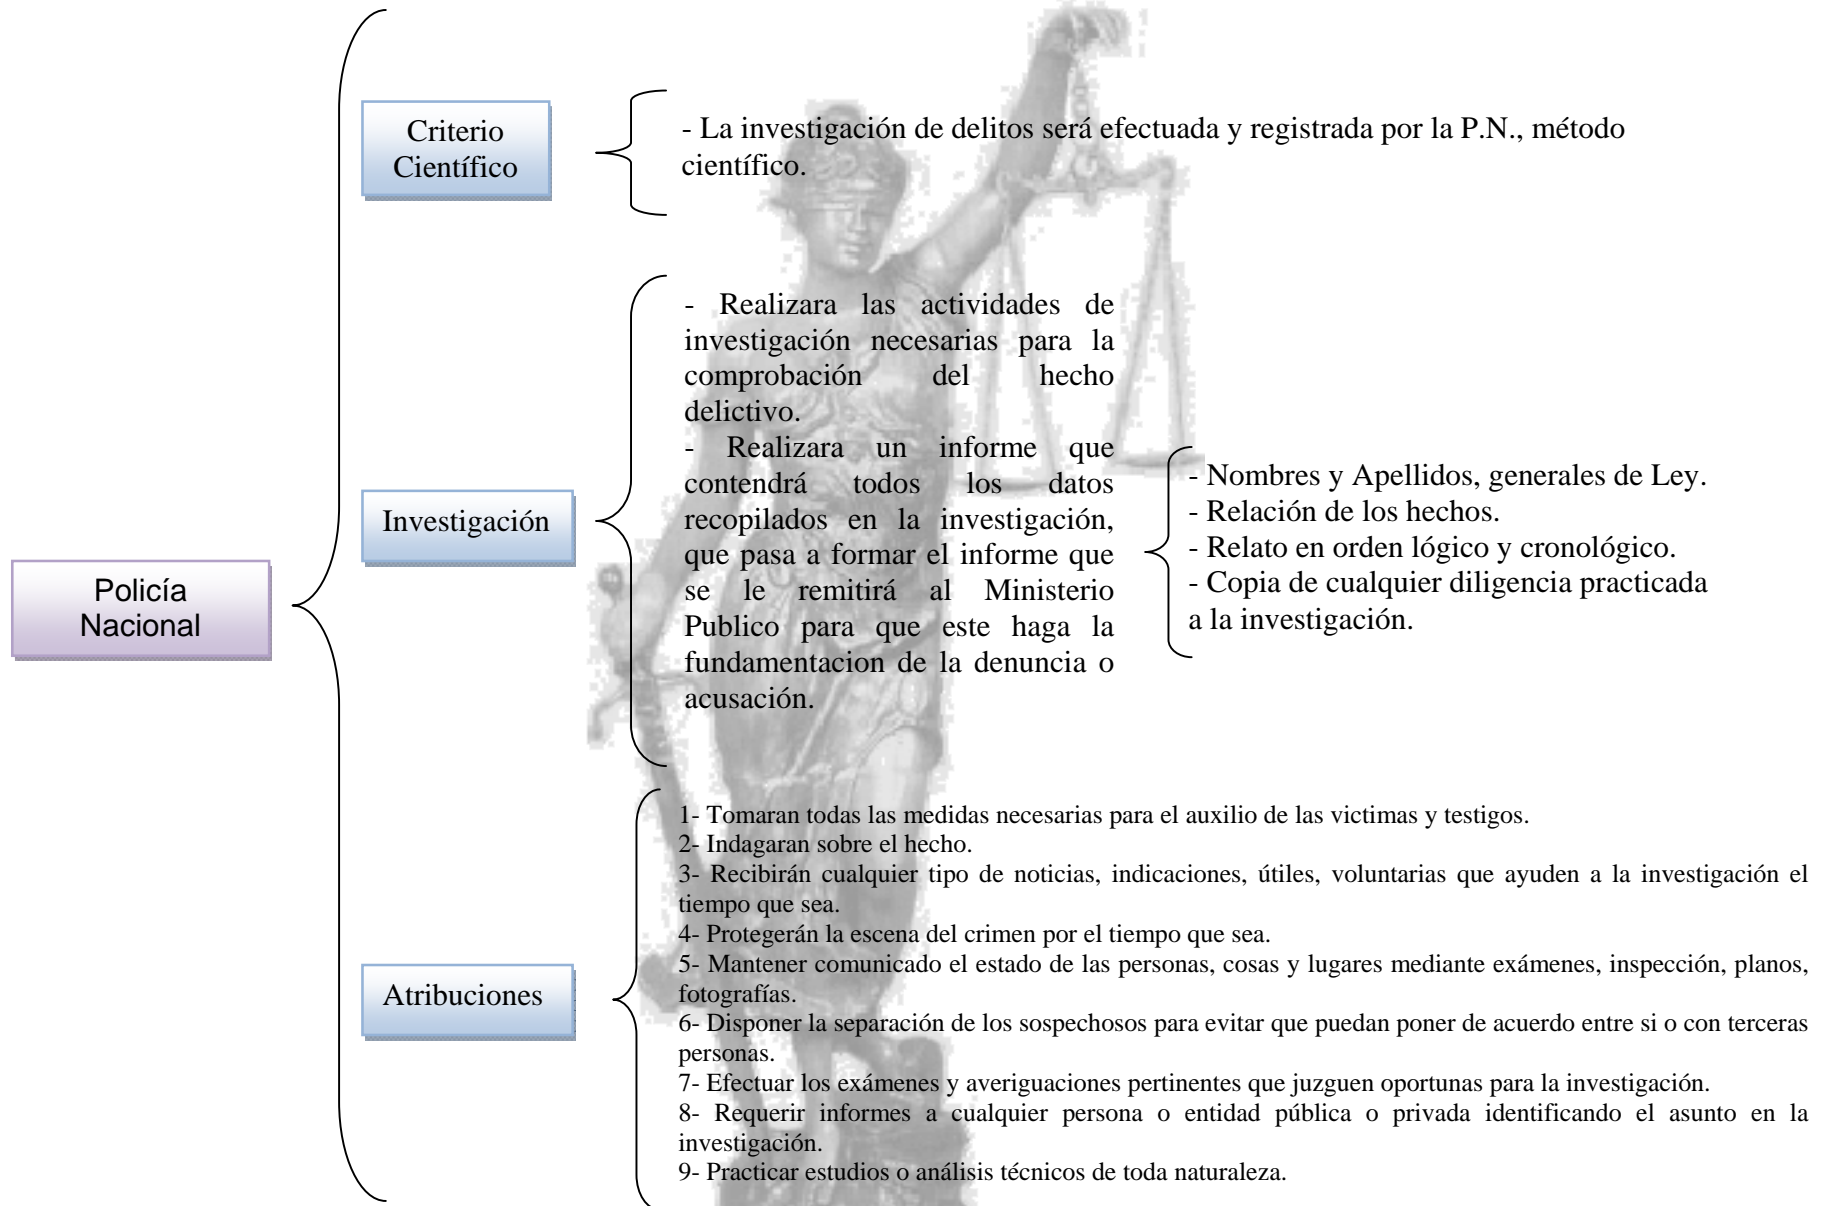 Policía
Nacional
Criterio
Científico
- La investigación de delitos será efectuada y registrada por la P.N., método
científico.
Investigación
- Realizara las actividades de
investigación necesarias para la
comprobación del hecho
delictivo.
- Realizara un informe que
contendrá todos los datos
recopilados en la investigación,
que pasa a formar el informe que
se le remitirá al Ministerio
Publico para que este haga la
fundamentacion de la denuncia o
acusación.
- Nombres y Apellidos, generales de Ley.
- Relación de los hechos.
- Relato en orden lógico y cronológico.
- Copia de cualquier diligencia practicada
a la investigación.
Atribuciones
1- Tomaran todas las medidas necesarias para el auxilio de las victimas y testigos.
2- Indagaran sobre el hecho.
3- Recibirán cualquier tipo de noticias, indicaciones, útiles, voluntarias que ayuden a la investigación el
tiempo que sea.
4- Protegerán la escena del crimen por el tiempo que sea.
5- Mantener comunicado el estado de las personas, cosas y lugares mediante exámenes, inspección, planos,
fotografías.
6- Disponer la separación de los sospechosos para evitar que puedan poner de acuerdo entre si o con terceras
personas.
7- Efectuar los exámenes y averiguaciones pertinentes que juzguen oportunas para la investigación.
8- Requerir informes a cualquier persona o entidad pública o privada identificando el asunto en la
investigación.
9- Practicar estudios o análisis técnicos de toda naturaleza.